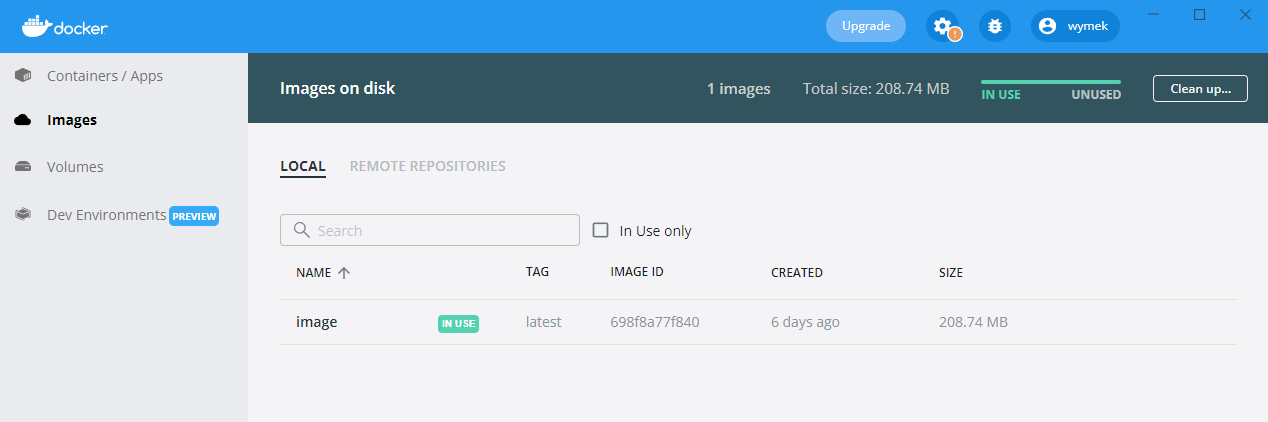 docker
Upgrade
!
wymek
Containers / Apps
Images
Volumes
Dev Environments PREVIEW
Images on disk
1 images
Total size: 208.74 MB
IN USE
UNUSED
Clean up...
LOCAL
REMOTE REPOSITORIES
Search
In Use only
NAME TAG IMAGE ID CREATED SIZE
image IN USE latest 698f8a77f840 6 days ago 208.74 MB